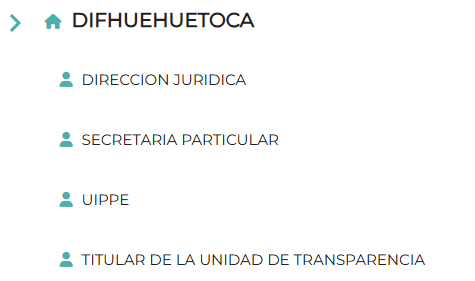 DIFHUEHUETOCA
DIRECCION JURIDICA
SECRETARIA PARTICULAR
UIPPE
TITULAR DE LA UNIDAD DE TRANSPARENCIA